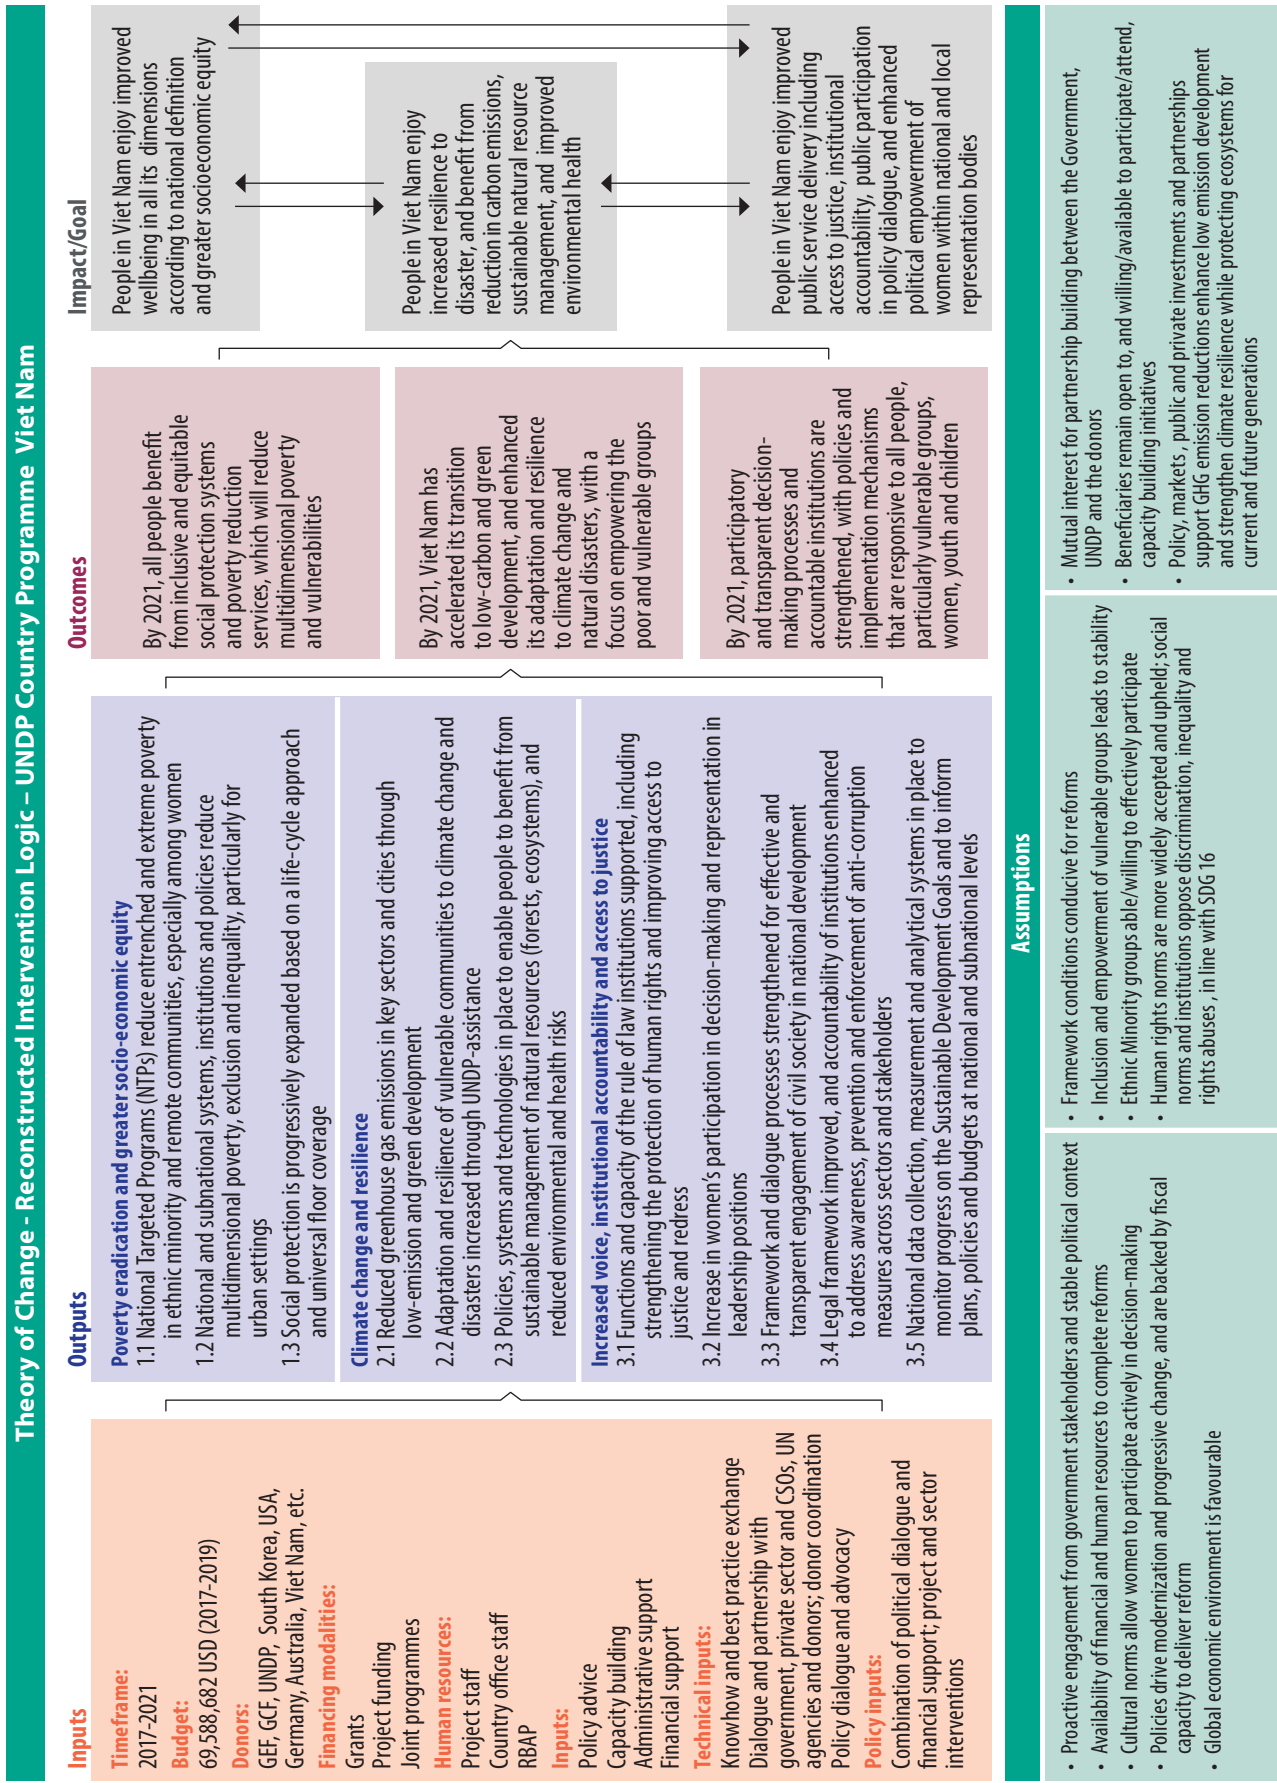 Theory of Change - Reconstructed Intervention Logic – UNDP Country Programme Viet Nam
Inputs
Timeframe:
2017-2021
Budget:
69,588,682 USD (2017-2019)
Donors:
GEF, GCF, UNDP, South Korea, USA,
Germany, Australia, Viet Nam, etc.
Financing modalities:
Grants
Project funding
Joint programmes
Human resources:
Project staff
Country office staff
RBAP
Inputs:
Policy advice
Capacity building
Administrative support
Financial support
Technical inputs:
Knowhow and best practice exchange
Dialogue and partnership with
government, private sector and CSOs, UN
agencies and donors; donor coordination
Policy dialogue and advocacy
Policy inputs:
Combination of political dialogue and
financial support; project and sector
interventions
Outputs
Poverty eradication and greater socio-economic equity
1.1 National Targeted Programs (NTPs) reduce entrenched and extreme poverty
in ethnic minority and remote communities, especially among women
1.2 National and subnational systems, institutions and policies reduce
multidimensional poverty, exclusion and inequality, particularly for
urban settings
1.3 Social protection is progressively expanded based on a life-cycle approach
and universal floor coverage
Climate change and resilience
2.1 Reduced greenhouse gas emissions in key sectors and cities through
low-emission and green development
2.2 Adaptation and resilience of vulnerable communities to climate change and
disasters increased through UNDP-assistance
2.3 Policies, systems and technologies in place to enable people to benefit from
sustainable management of natural resources (forests, ecosystems), and
reduced environmental and health risks
Increased voice, institutional accountability and access to justice
3.1 Functions and capacity of the rule of law institutions supported, including
strengthening the protection of human rights and improving access to
justice and redress
3.2 Increase in women's participation in decision-making and representation in
leadership positions
3.3 Framework and dialogue processes strengthened for effective and
transparent engagement of civil society in national development
3.4 Legal framework improved, and accountability of institutions enhanced
to address awareness, prevention and enforcement of anti-corruption
measures across sectors and stakeholders
3.5 National data collection, measurement and analytical systems in place to
monitor progress on the Sustainable Development Goals and to inform
plans, policies and budgets at national and subnational levels
Outcomes
By 2021, all people benefit
from inclusive and equitable
social protection systems
and poverty reduction
services, which will reduce
multidimensional poverty
and vulnerabilities
By 2021, Viet Nam has
accelerated its transition
to low-carbon and green
development, and enhanced
its adaptation and resilience
to climate change and
natural disasters, with a
focus on empowering the
poor and vulnerable groups
By 2021, participatory
and transparent decision-
making processes and
accountable institutions are
strengthened, with policies and
implementation mechanisms
that are responsive to all people,
particularly vulnerable groups,
women, youth and children
Impact/Goal
People in Viet Nam enjoy improved
wellbeing in all its dimensions
according to national definition
and greater socioeconomic equity
People in Viet Nam enjoy
increased resilience to
disaster, and benefit from
reduction in carbon emissions,
sustainable natural resource
management, and improved
environmental health
People in Viet Nam enjoy improved
public service delivery including
access to justice, institutional
accountability, public participation
in policy dialogue, and enhanced
political empowerment of
women within national and local
representation bodies
Assumptions
• Proactive engagement from government stakeholders and stable political context
• Availability of financial and human resources to complete reforms
• Cultural norms allow women to participate actively in decision-making
• Policies drive modernization and progressive change, and are backed by fiscal
capacity to deliver reform
• Global economic environment is favourable
• Framework conditions conducive for reforms
• Inclusion and empowerment of vulnerable groups leads to stability
• Ethnic Minority groups able/willing to effectively participate
• Human rights norms are more widely accepted and upheld; social
norms and institutions oppose discrimination, inequality and
rights abuses , in line with SDG 16
• Mutual interest for partnership building between the Government,
UNDP and the donors
• Beneficiaries remain open to, and willing/available to participate/attend,
capacity building initiatives
• Policy, markets , public and private investments and partnerships
support GHG emission reductions enhance low emission development
and strengthen climate resilience while protecting ecosystems for
current and future generations